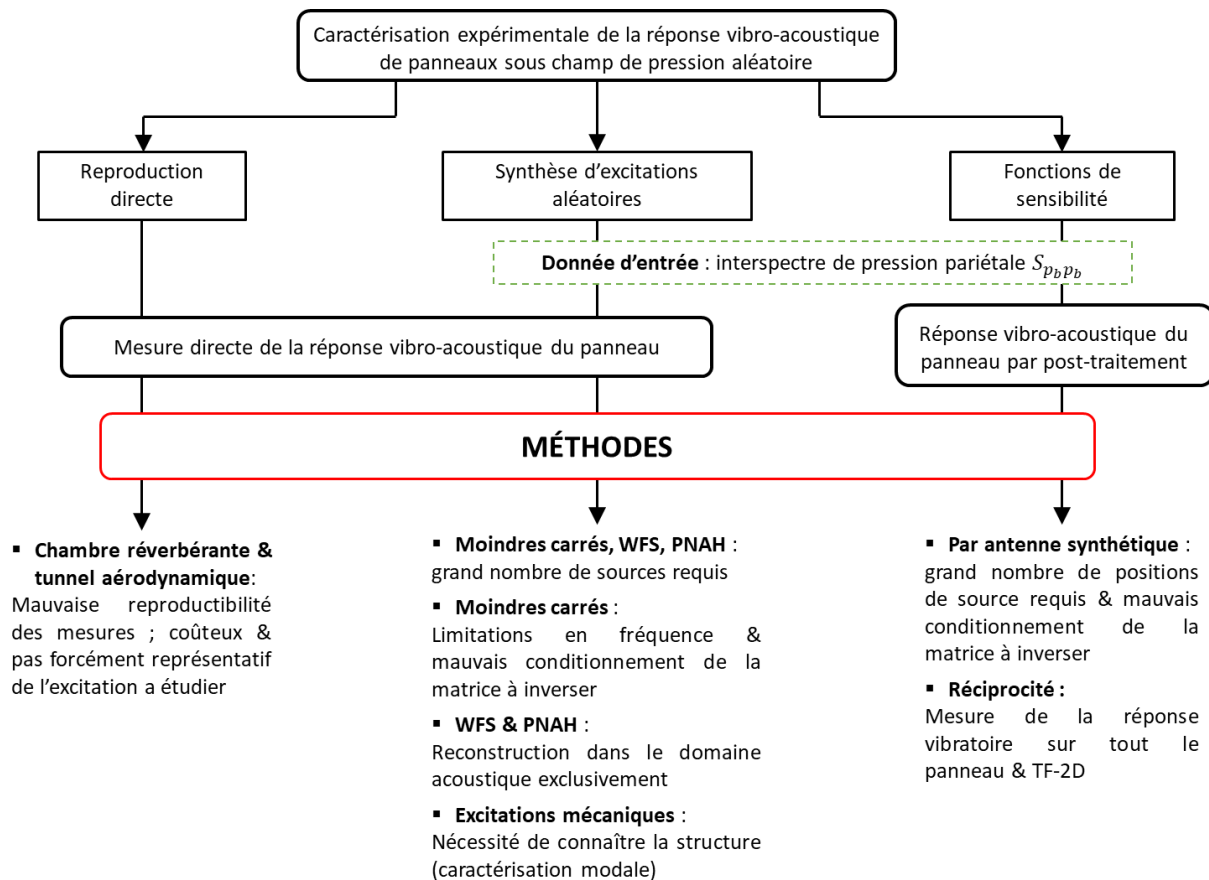 Caractérisation expérimentale de la réponse vibro-acoustique
de panneaux sous champ de pression aléatoire
Reproduction
directe
Synthèse d'excitations
aléatoires
Fonctions de
sensibilité
Donnée d'entrée : interspectre de pression pariétale S_{p_b p_b}
Mesure directe de la réponse vibro-acoustique du panneau
Réponse vibro-acoustique du
panneau par post-traitement
MÉTHODES
▪ Chambre réverbérante &
tunnel aérodynamique:
Mauvaise reproductibilité
des mesures ; coûteux &
pas forcément représentatif
de l'excitation a étudier
▪ Moindres carrés, WFS, PNAH :
grand nombre de sources requis
▪ Moindres carrés :
Limitations en fréquence &
mauvais conditionnement de la
matrice à inverser
▪ WFS & PNAH :
Reconstruction dans le domaine
acoustique exclusivement
▪ Excitations mécaniques :
Nécessité de connaître la structure
(caractérisation modale)
▪ Par antenne synthétique :
grand nombre de positions
de source requis & mauvais
conditionnement de la
matrice à inverser
▪ Réciprocité :
Mesure de la réponse
vibratoire sur tout le
panneau & TF-2D